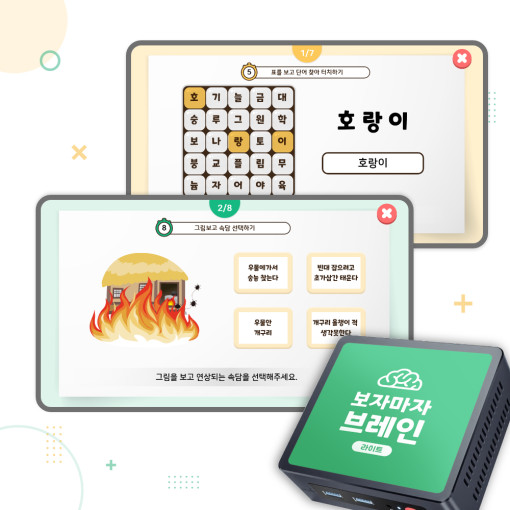 1/7
5
표를 보고 단어 찾아 터치하기
호 기 늘 금 대
숭 루 그 원 학
보 나 랑 토 이
붕 교 플 림 무
늠 자 어 야 육
호랑이
호랑이
2/8
8
그림보고 속담 선택하기
우물에가서
숭늉 찾는다
빈대 잡으려고
초가삼간 태운다
우물안
개구리
개구리 올챙이 적
생각못한다
그림을 보고 연상되는 속담을 선택해주세요.
보자마자
브레인
라이트